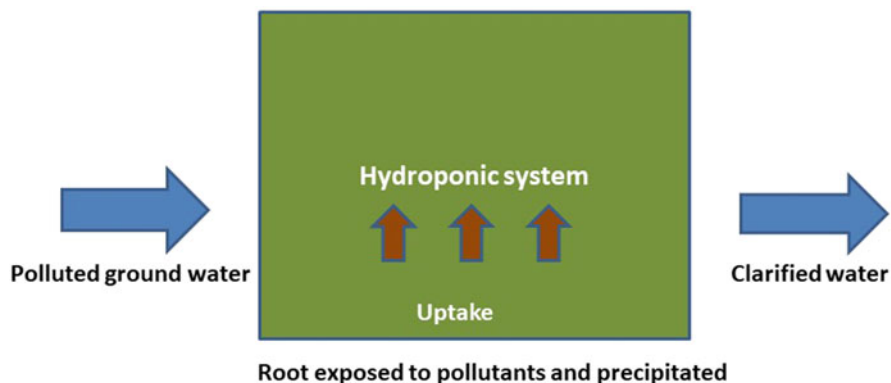 Hydroponic system
Polluted ground water
Clarified water
Uptake
Root exposed to pollutants and precipitated